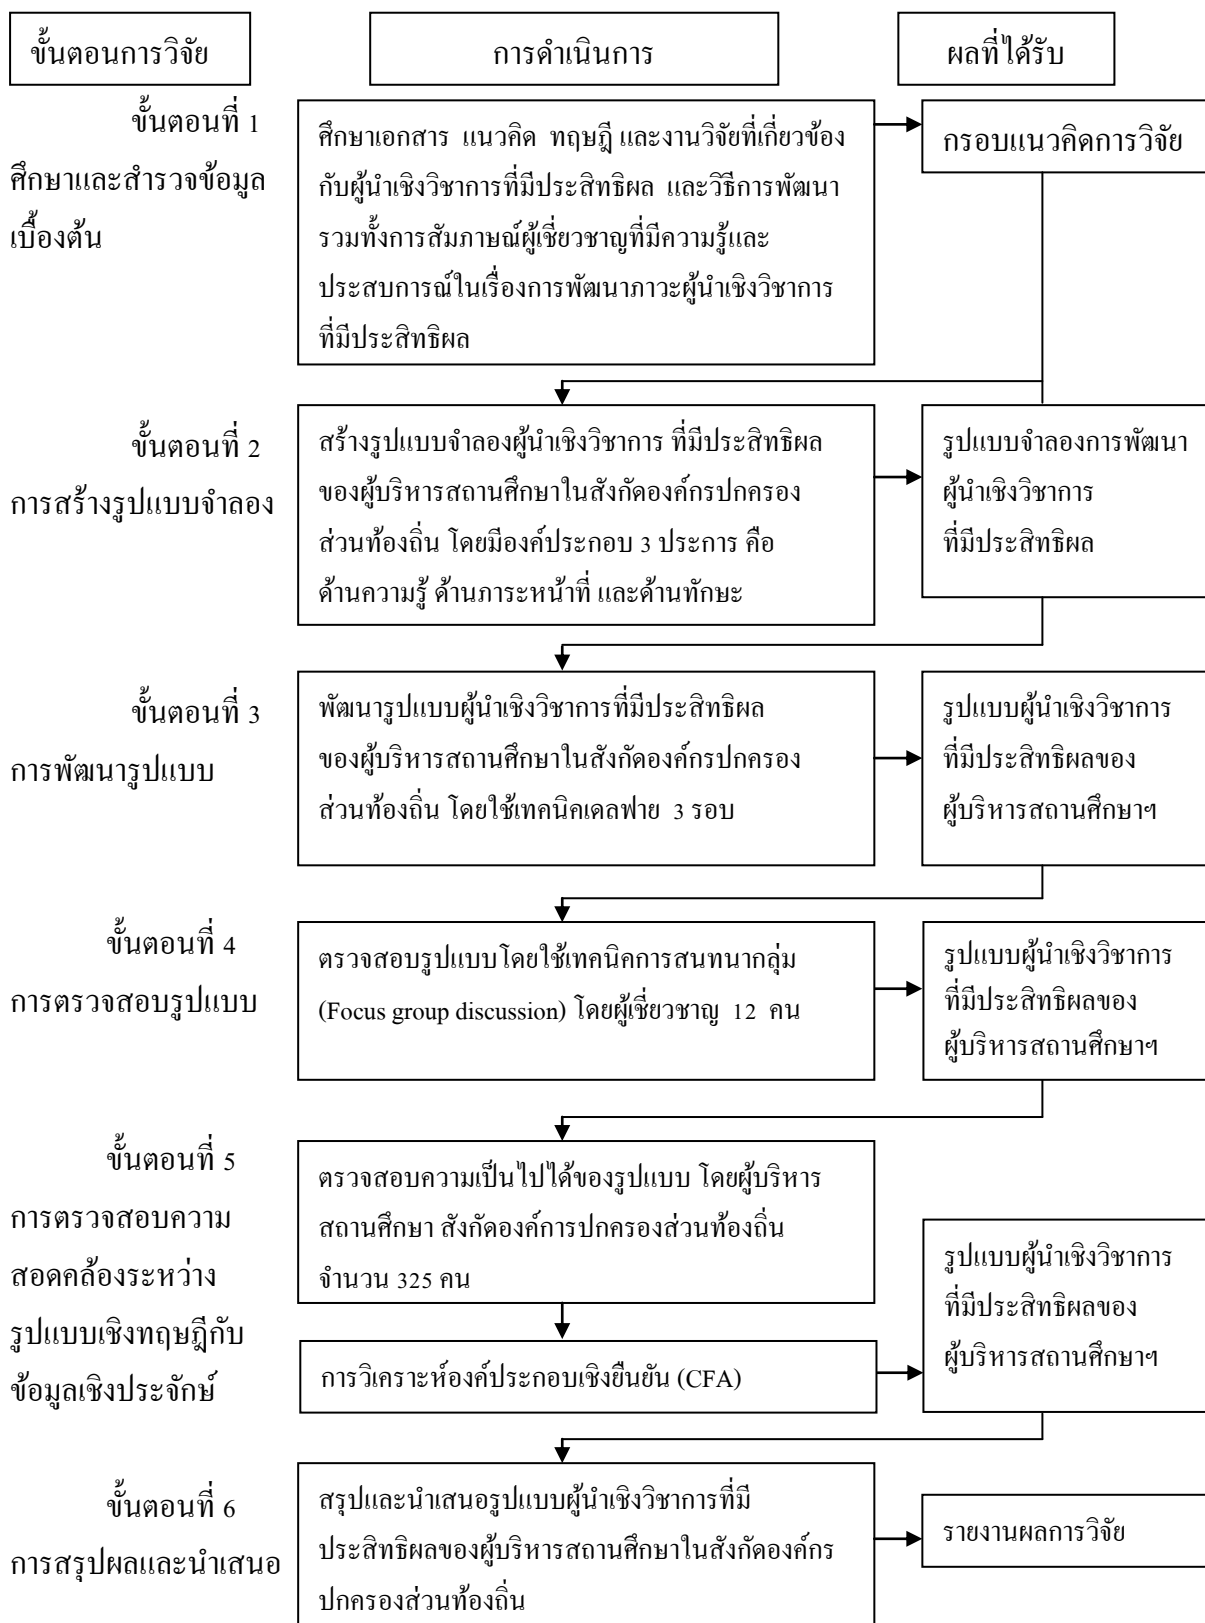 ขั้นตอนการวิจัย
การดำเนินการ
ผลที่ได้รับ
ขั้นตอนที่ 1
ศึกษาและสำรวจข้อมูล
เบื้องต้น
ศึกษาเอกสาร แนวคิด ทฤษฎี และงานวิจัยที่เกี่ยวข้อง
กับผู้นำเชิงวิชาการที่มีประสิทธิผล และวิธีการพัฒนา
รวมทั้งการสัมภาษณ์ผู้เชี่ยวชาญที่มีความรู้และ
ประสบการณ์ในเรื่องการพัฒนาภาวะผู้นำเชิงวิชาการ
ที่มีประสิทธิผล
กรอบแนวคิดการวิจัย
ขั้นตอนที่ 2
การสร้างรูปแบบจำลอง
สร้างรูปแบบจำลองผู้นำเชิงวิชาการ ที่มีประสิทธิผล
ของผู้บริหารสถานศึกษาในสังกัดองค์กรปกครอง
ส่วนท้องถิ่น โดยมีองค์ประกอบ 3 ประการ คือ
ด้านความรู้ ด้านภาระหน้าที่ และด้านทักษะ
รูปแบบจำลองการพัฒนา
ผู้นำเชิงวิชาการ
ที่มีประสิทธิผล
ขั้นตอนที่ 3
การพัฒนารูปแบบ
พัฒนารูปแบบผู้นำเชิงวิชาการที่มีประสิทธิผล
ของผู้บริหารสถานศึกษาในสังกัดองค์กรปกครอง
ส่วนท้องถิ่น โดยใช้เทคนิคเดลฟาย 3 รอบ
รูปแบบผู้นำเชิงวิชาการ
ที่มีประสิทธิผลของ
ผู้บริหารสถานศึกษาฯ
ขั้นตอนที่ 4
การตรวจสอบรูปแบบ
ตรวจสอบรูปแบบโดยใช้เทคนิคการสนทนากลุ่ม
(Focus group discussion) โดยผู้เชี่ยวชาญ 12 คน
รูปแบบผู้นำเชิงวิชาการ
ที่มีประสิทธิผลของ
ผู้บริหารสถานศึกษาฯ
ขั้นตอนที่ 5
การตรวจสอบความ
สอดคล้องระหว่าง
รูปแบบเชิงทฤษฎีกับ
ข้อมูลเชิงประจักษ์
ตรวจสอบความเป็นไปได้ของรูปแบบ โดยผู้บริหาร
สถานศึกษา สังกัดองค์การปกครองส่วนท้องถิ่น
จำนวน 325 คน
การวิเคราะห์องค์ประกอบเชิงยืนยัน (CFA)
รูปแบบผู้นำเชิงวิชาการ
ที่มีประสิทธิผลของ
ผู้บริหารสถานศึกษาฯ
ขั้นตอนที่ 6
การสรุปผลและนำเสนอ
สรุปและนำเสนอรูปแบบผู้นำเชิงวิชาการที่มี
ประสิทธิผลของผู้บริหารสถานศึกษาในสังกัดองค์กร
ปกครองส่วนท้องถิ่น
รายงานผลการวิจัย